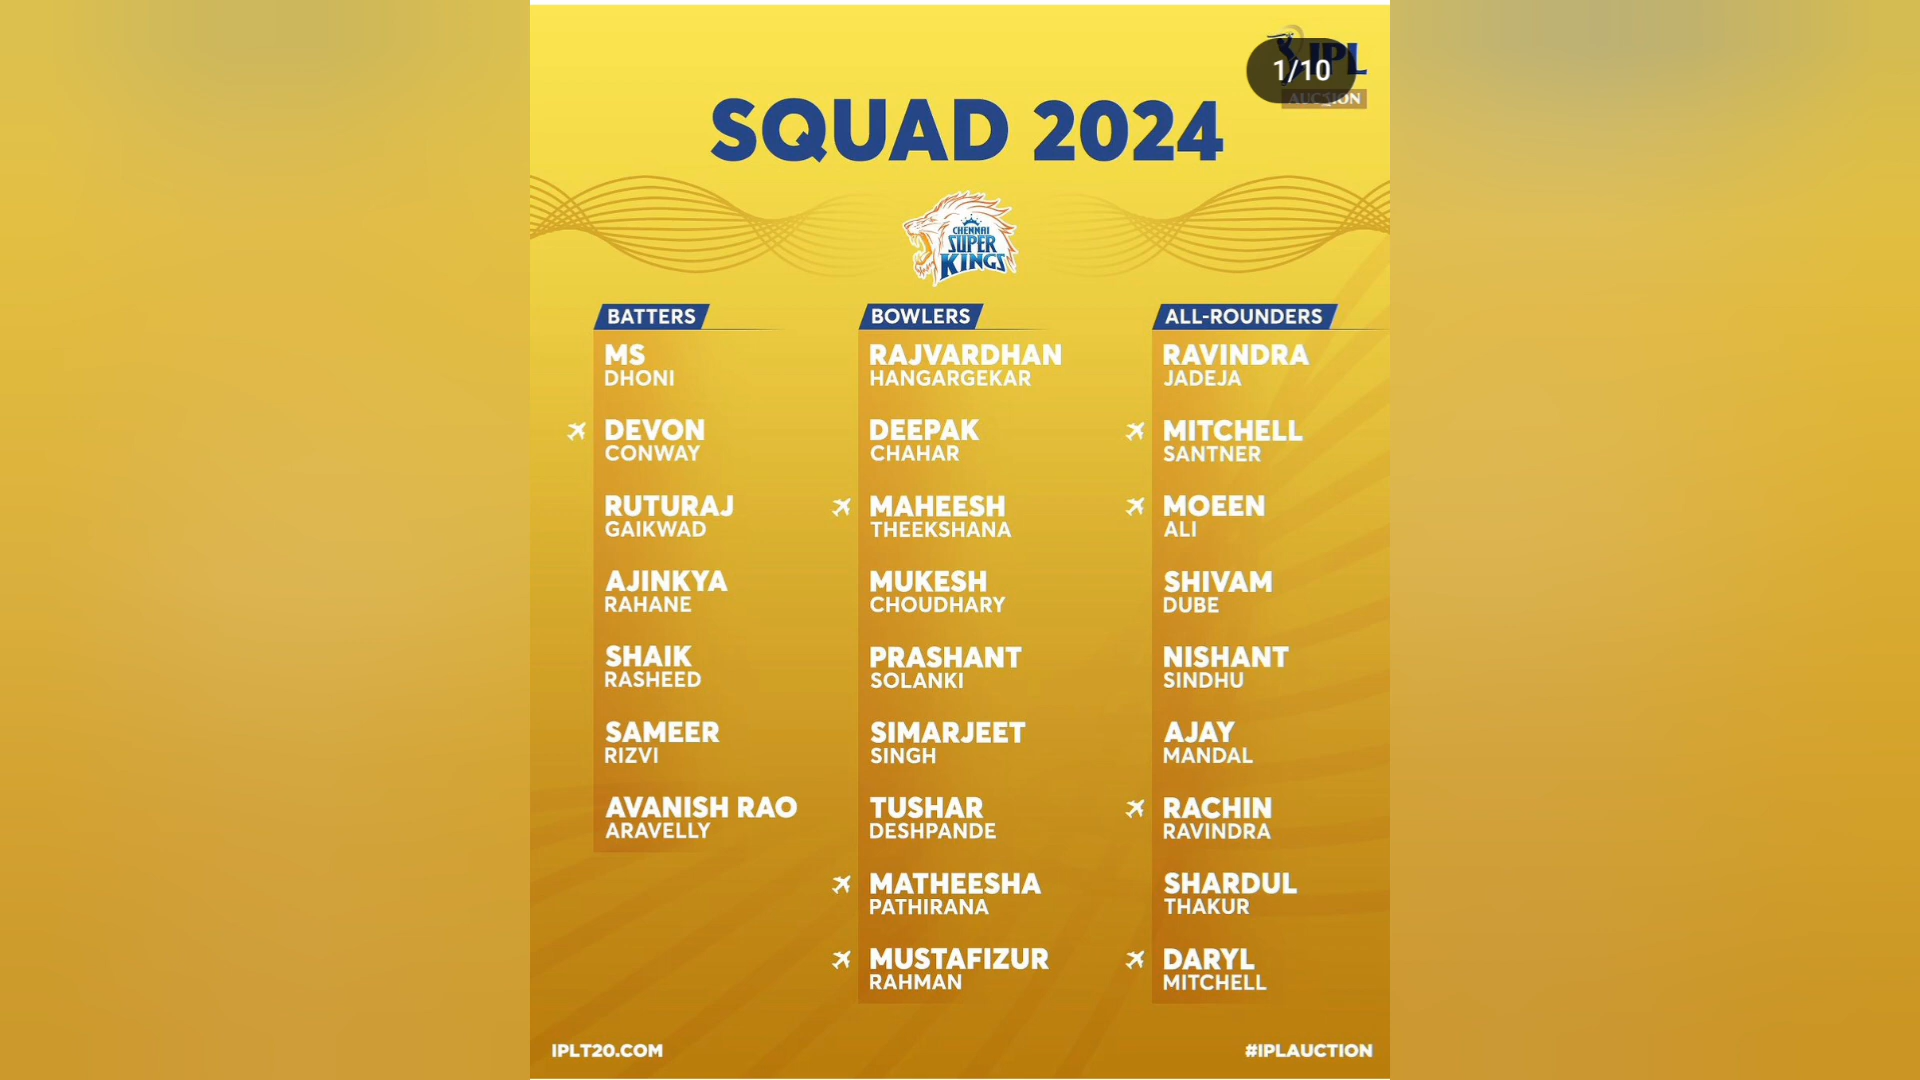 1/10
IPL
AUCTION
SQUAD 2024
CHENNAI
SUPER
KINGS
BATTERS
MS
DHONI
DEVON
CONWAY
RUTURAJ
GAIKWAD
AJINKYA
RAHANE
SHAIK
RASHEED
SAMEER
RIZVI
AVANISH RAO
ARAVELLY
BOWLERS
RAJVARDHAN
HANGARGEKAR
DEEPAK
CHAHAR
MAHEESH
THEEKSHANA
MUKESH
CHOUDHARY
PRASHANT
SOLANKI
SIMARJEET
SINGH
TUSHAR
DESHPANDE
MATHEESHA
PATHIRANA
MUSTAFIZUR
RAHMAN
ALL-ROUNDERS
RAVINDRA
JADEJA
MITCHELL
SANTNER
MOEEN
ALI
SHIVAM
DUBE
NISHANT
SINDHU
AJAY
MANDAL
RACHIN
RAVINDRA
SHARDUL
THAKUR
DARYL
MITCHELL
IPLT20.COM
#IPLAUCTION